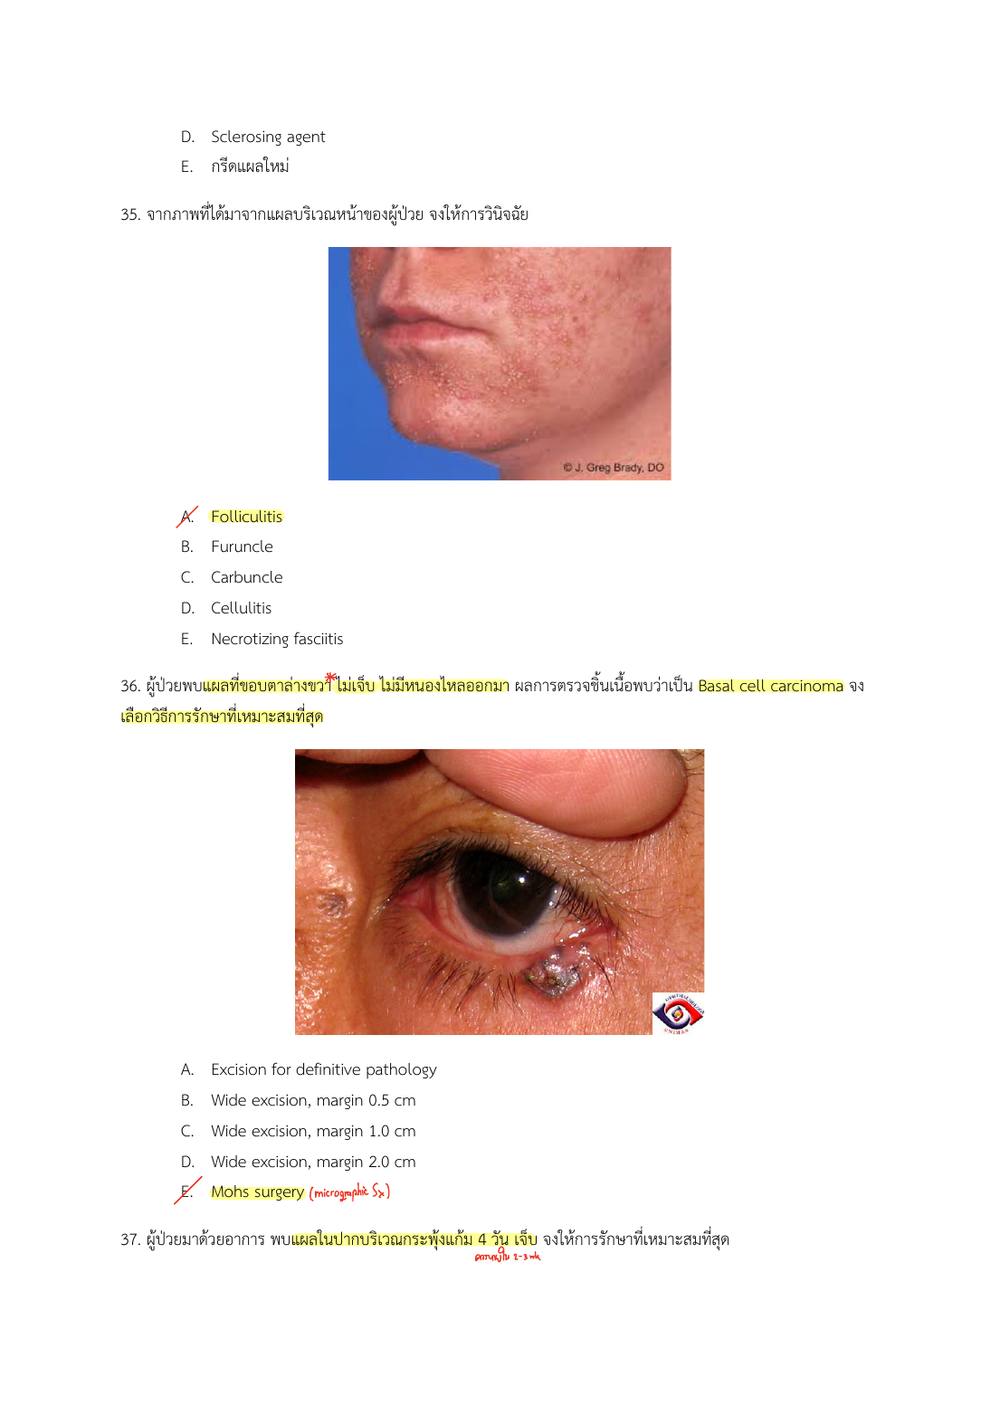 D. Sclerosing agent
E. กรีดแผลใหม่
35. จากภาพที่ได้มาจากแผลบริเวณหน้าของผู้ป่วย จงให้การวินิจฉัย
© J. Greg Brady, DO
A. Folliculitis
B. Furuncle
C. Carbuncle
D. Cellulitis
E. Necrotizing fasciitis
36. ผู้ป่วยพบแผลที่ขอบตาล่างขวา ไม่เจ็บ ไม่มีหนองไหลออกมา ผลการตรวจชิ้นเนื้อพบว่าเป็น Basal cell carcinoma จง
เลือกวิธีการรักษาที่เหมาะสมที่สุด
A. Excision for definitive pathology
B. Wide excision, margin 0.5 cm
C. Wide excision, margin 1.0 cm
D. Wide excision, margin 2.0 cm
E. Mohs surgery (micrographic Sx)
37. ผู้ป่วยมาด้วยอาการ พบแผลในปากบริเวณกระพุ้งแก้ม 4 วัน เจ็บ จงให้การรักษาที่เหมาะสมที่สุด
2-3 wk